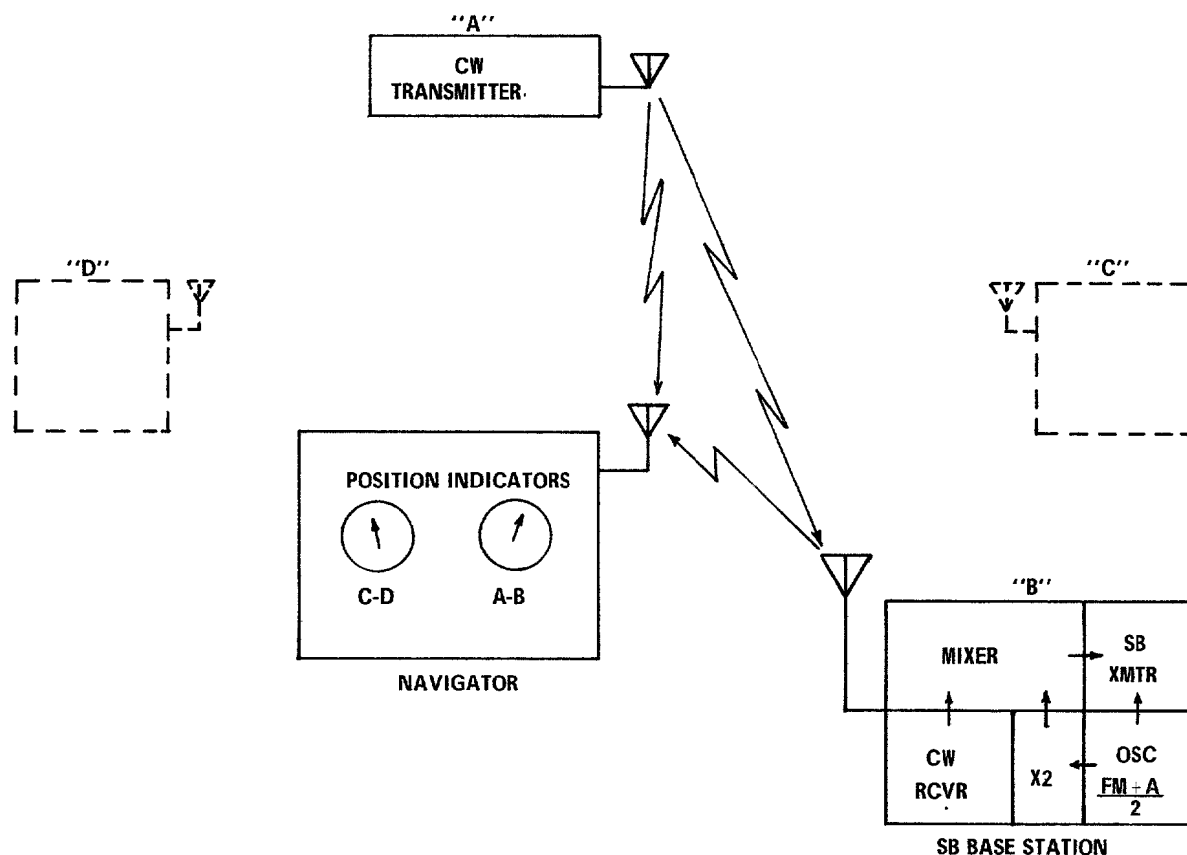 "A"
CW
TRANSMITTER
"D"
"C"
POSITION INDICATORS
C-D
A-B
NAVIGATOR
"B"
MIXER
SB
XMTR
CW
RCVR
X2
OSC
FM + A
2
SB BASE STATION